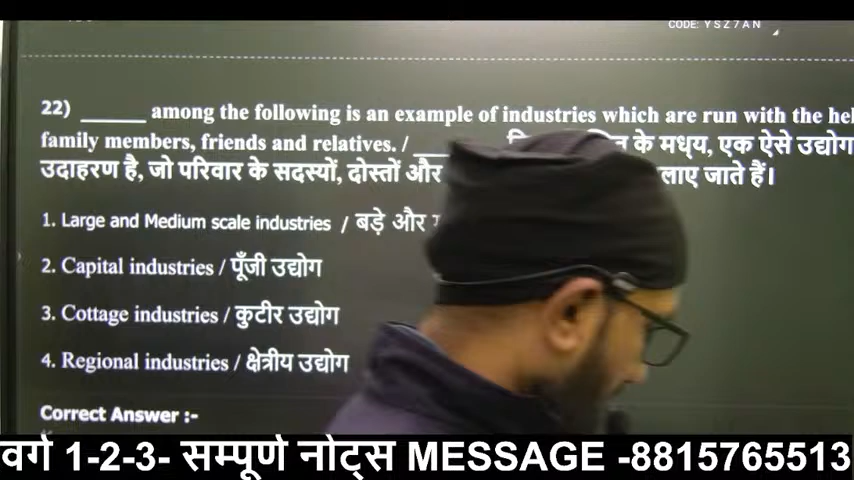 CODE: YSZ7AN
22) ______ among the following is an example of industries which are run with the
family members, friends and relatives. / के मध्य, एक ऐसे उद्योग
उदाहरण है, जो परिवार के सदस्यों, दोस्तों और जाते हैं।
1. Large and Medium scale industries / बड़े और
2. Capital industries / पूँजी उद्योग
3. Cottage industries / कुटीर उद्योग
4. Regional industries / क्षेत्रीय उद्योग
Correct Answer :-
वर्ग 1-2-3- सम्पूर्ण नोट्स MESSAGE -8815765513